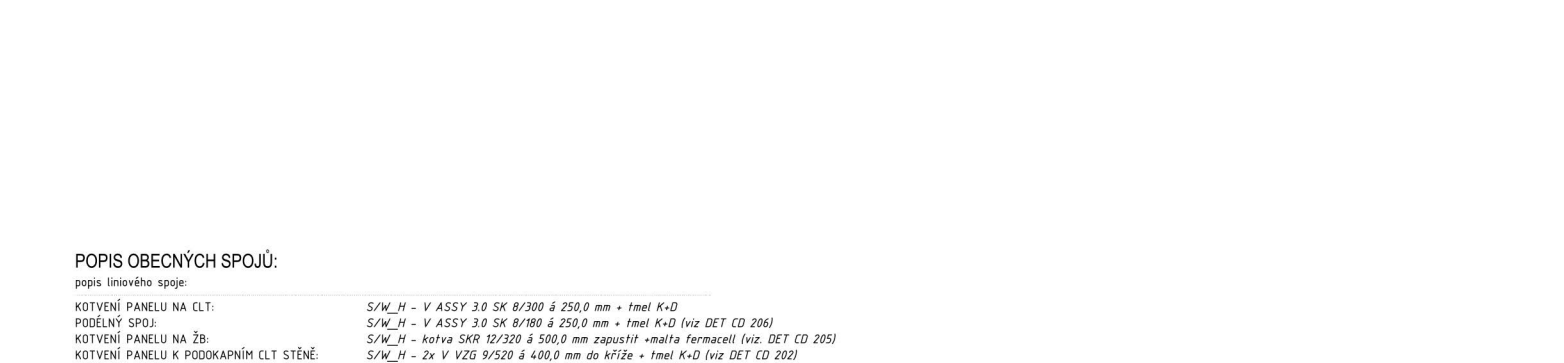 POPIS OBECNÝCH SPOJŮ:
popis liniového spoje:
KOTVENÍ PANELU NA CLT: S/W_H - V ASSY 3.0 SK 8/300 á 250,0 mm + tmel K+D
PODÉLNÝ SPOJ: S/W_H - V ASSY 3.0 SK 8/180 á 250,0 mm + tmel K+D (viz DET CD 206)
KOTVENÍ PANELU NA ŽB: S/W_H - kotva SKR 12/320 á 500,0 mm zapustit +malta fermacell (viz. DET CD 205)
KOTVENÍ PANELU K PODOKAPNÍM CLT STĚNĚ: S/W_H - 2x V VZG 9/520 á 400,0 mm do kříže + tmel K+D (viz DET CD 202)